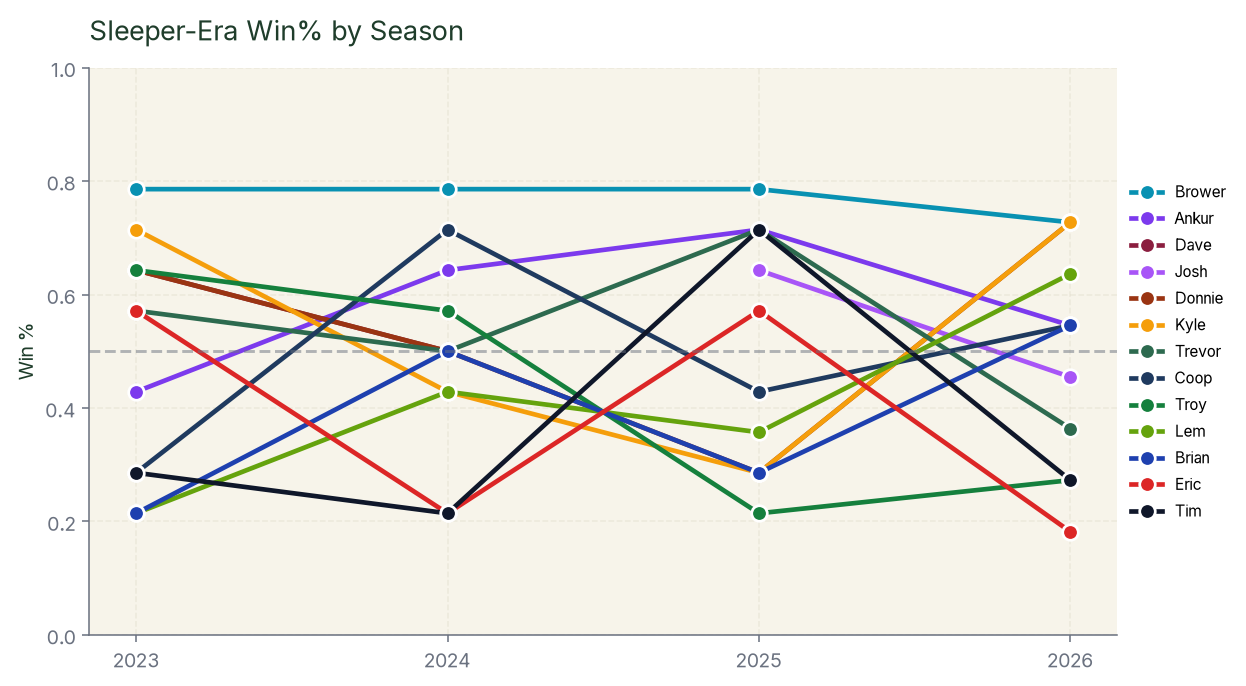 Sleeper-Era Win% by Season
Win %
1.0
0.8
0.6
0.4
0.2
0.0
2023
2024
2025
2026
Brower
Ankur
Dave
Josh
Donnie
Kyle
Trevor
Coop
Troy
Lem
Brian
Eric
Tim